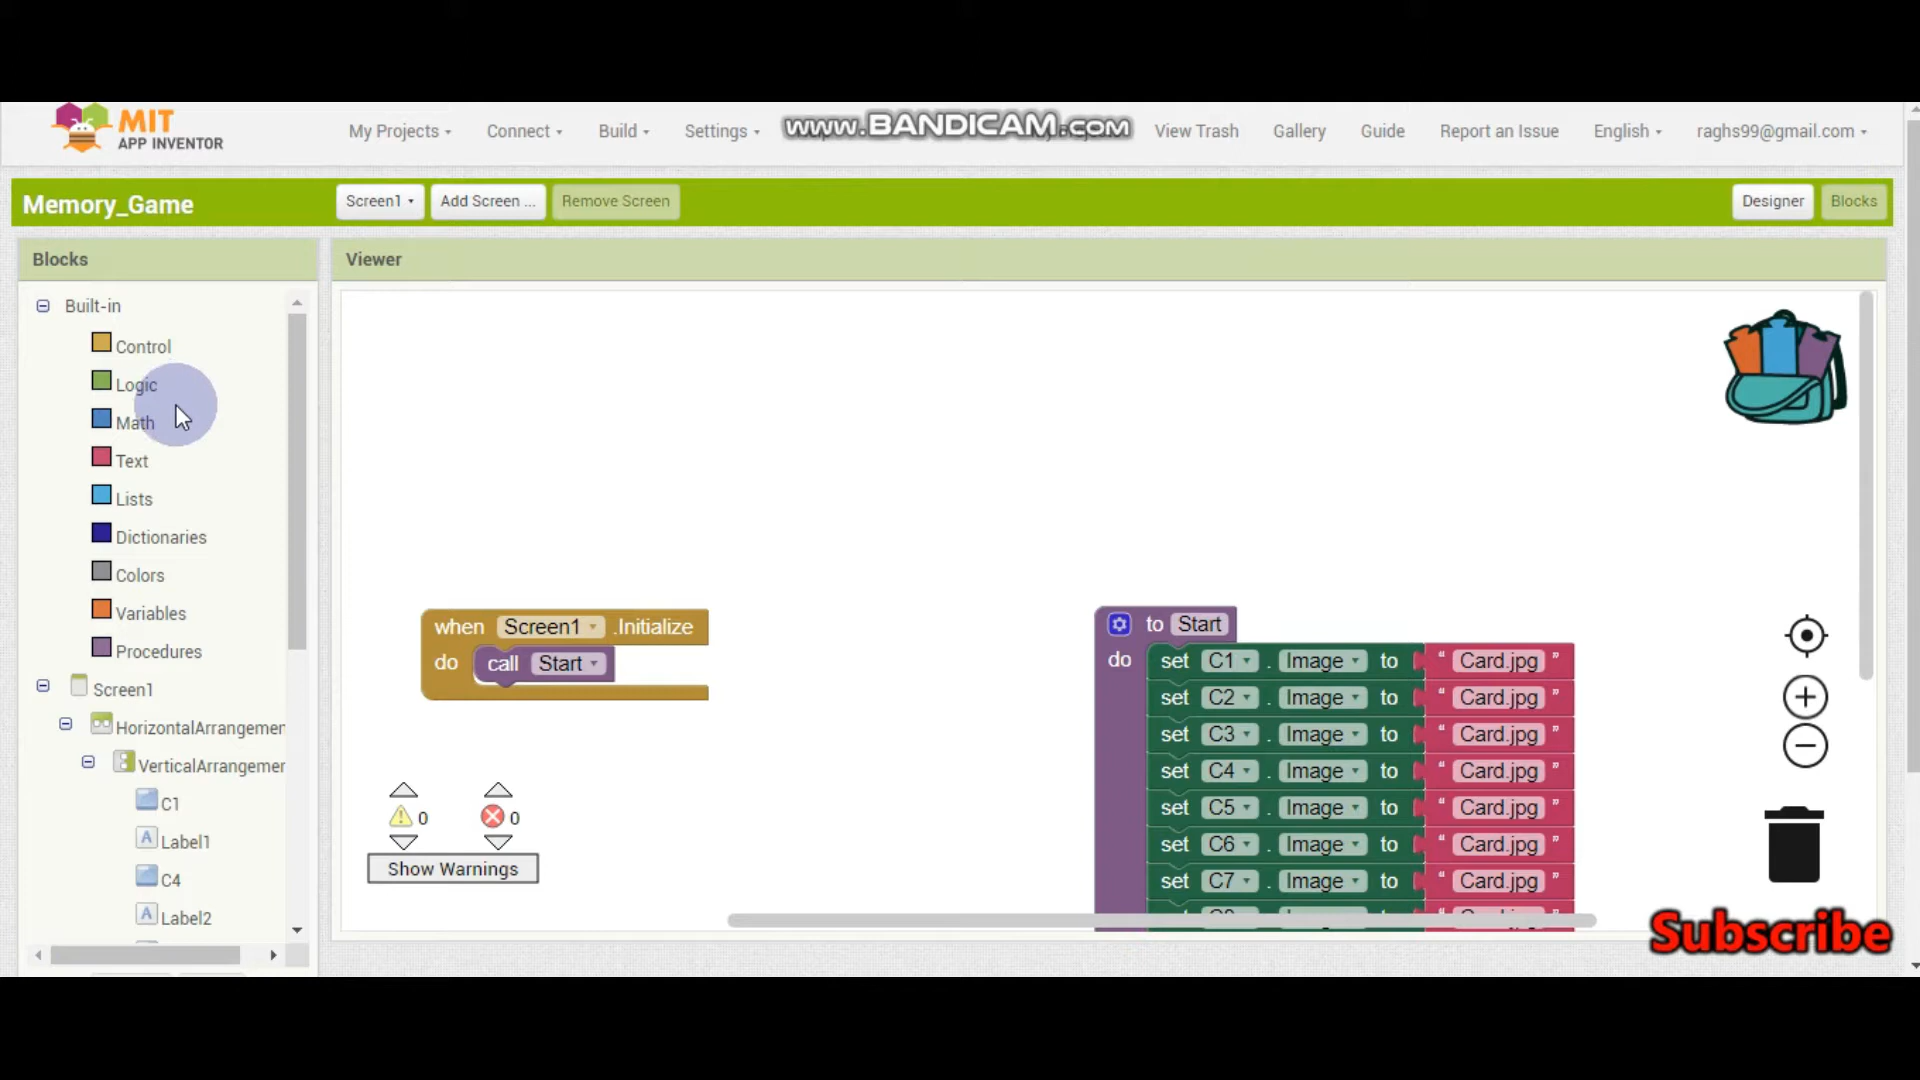 MIT
APP INVENTOR
My Projects
Connect
Build
Settings
www.BANDICAM.com
View Trash
Gallery
Guide
Report an Issue
English
raghs99@gmail.com
Memory_Game
Screen1
Add Screen ...
Remove Screen
Designer
Blocks
Blocks
Viewer
Built-in
Control
Logic
Math
Text
Lists
Dictionaries
Colors
Variables
Procedures
Screen1
HorizontalArrangemen
VerticalArrangemen
C1
Label1
C4
Label2
when Screen1 .Initialize
do call Start
0 0
Show Warnings
to Start
do set C1 . Image to " Card.jpg "
set C2 . Image to " Card.jpg "
set C3 . Image to " Card.jpg "
set C4 . Image to " Card.jpg "
set C5 . Image to " Card.jpg "
set C6 . Image to " Card.jpg "
set C7 . Image to " Card.jpg "
Subscribe